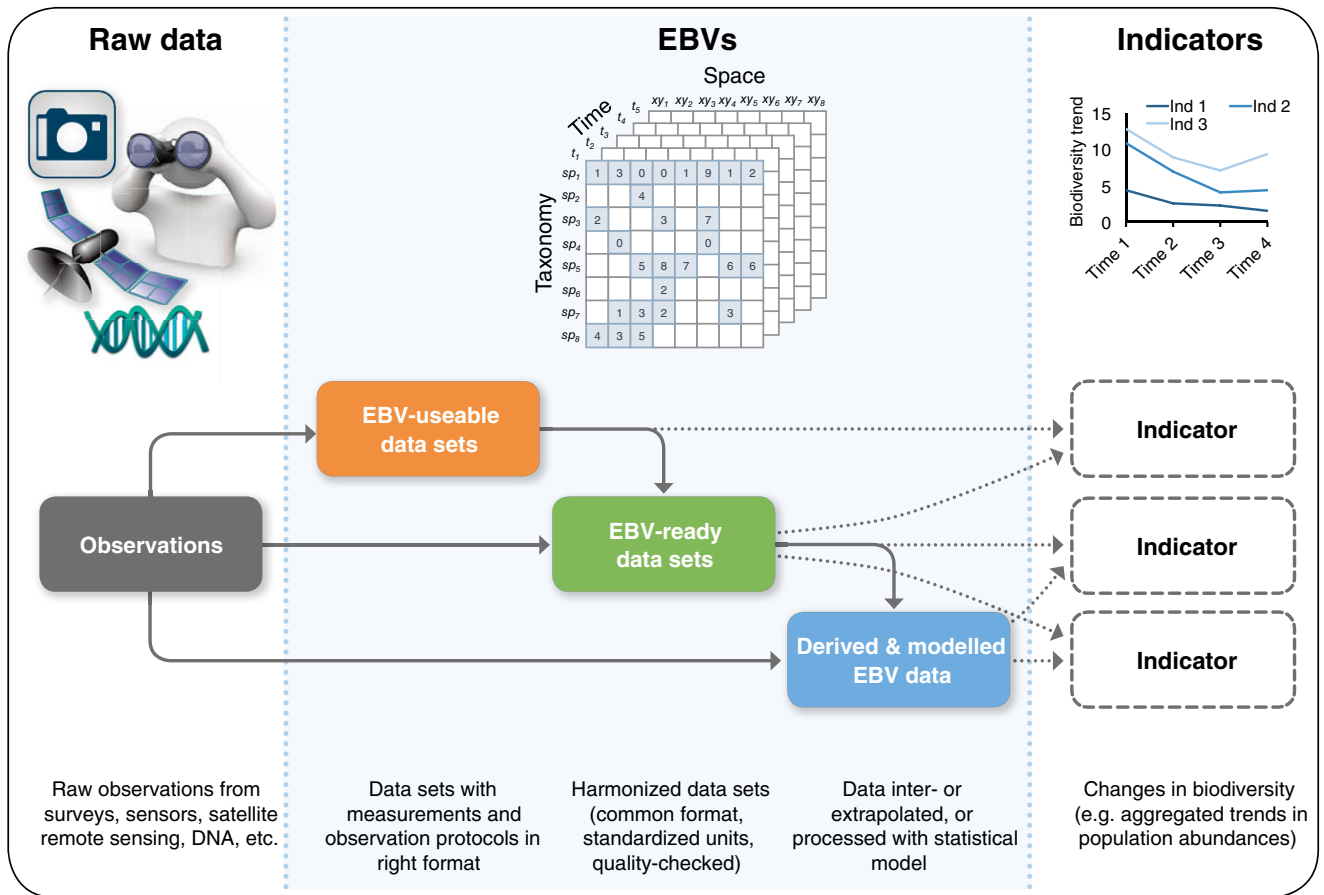 Raw data
EBVs
Indicators
Space
Time
Taxonomy
t5 xy1 xy2 xy3 xy4 xy5 xy6 xy7 xy8
t4
t3
t2
t1
sp1 1 3 0 0 1 9 1 2
sp2 4
sp3 2 3 7
sp4 0 0
sp5 5 8 7 6 6
sp6 2
sp7 1 3 2 3
sp8 4 3 5
Biodiversity trend
15
10
5
0
Ind 1 Ind 2
Ind 3
Time 1 Time 2 Time 3 Time 4
EBV-useable
data sets
Indicator
Observations
EBV-ready
data sets
Indicator
Derived & modelled
EBV data
Indicator
Raw observations from
surveys, sensors, satellite
remote sensing, DNA, etc.
Data sets with
measurements and
observation protocols in
right format
Harmonized data sets
(common format,
standardized units,
quality-checked)
Data inter- or
extrapolated, or
processed with statistical
model
Changes in biodiversity
(e.g. aggregated trends in
population abundances)